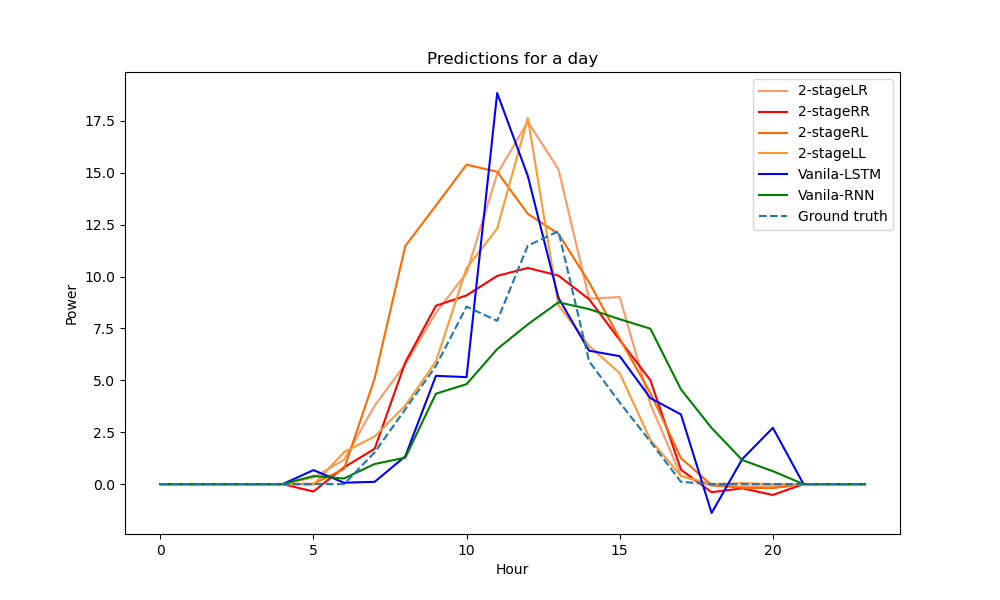 Predictions for a day
2-stageLR
2-stageRR
2-stageRL
2-stageLL
Vanila-LSTM
Vanila-RNN
Ground truth
17.5
15.0
12.5
10.0
7.5
5.0
2.5
0.0
Power
0 5 10 15 20
Hour